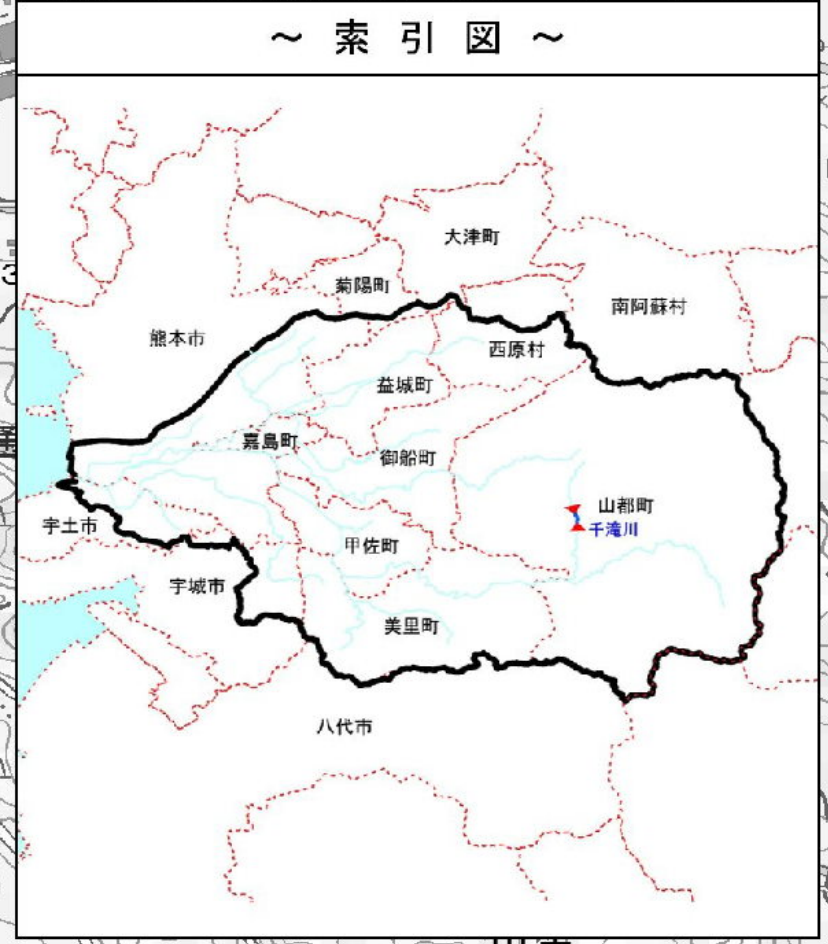 ～ 索 引 図 ～
大津町
菊陽町
南阿蘇村
熊本市
西原村
益城町
嘉島町
御船町
山都町
宇土市
千滝川
甲佐町
宇城市
美里町
八代市